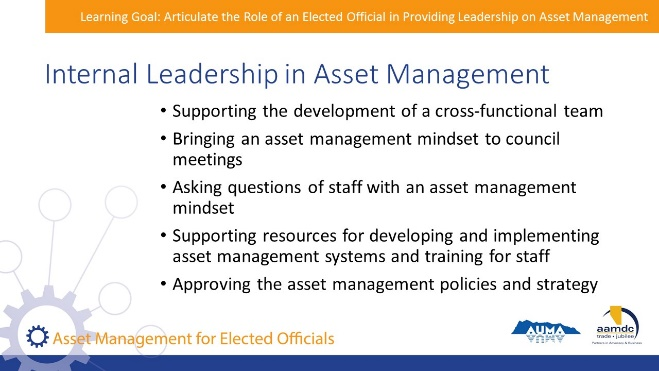 Learning Goal: Articulate the Role of an Elected Official in Providing Leadership on Asset Management
Internal Leadership in Asset Management
• Supporting the development of a cross-functional team
• Bringing an asset management mindset to council
meetings
• Asking questions of staff with an asset management
mindset
• Supporting resources for developing and implementing
asset management systems and training for staff
• Approving the asset management policies and strategy
Asset Management for Elected Officials
AUMA
aamdc
trade • jubilee